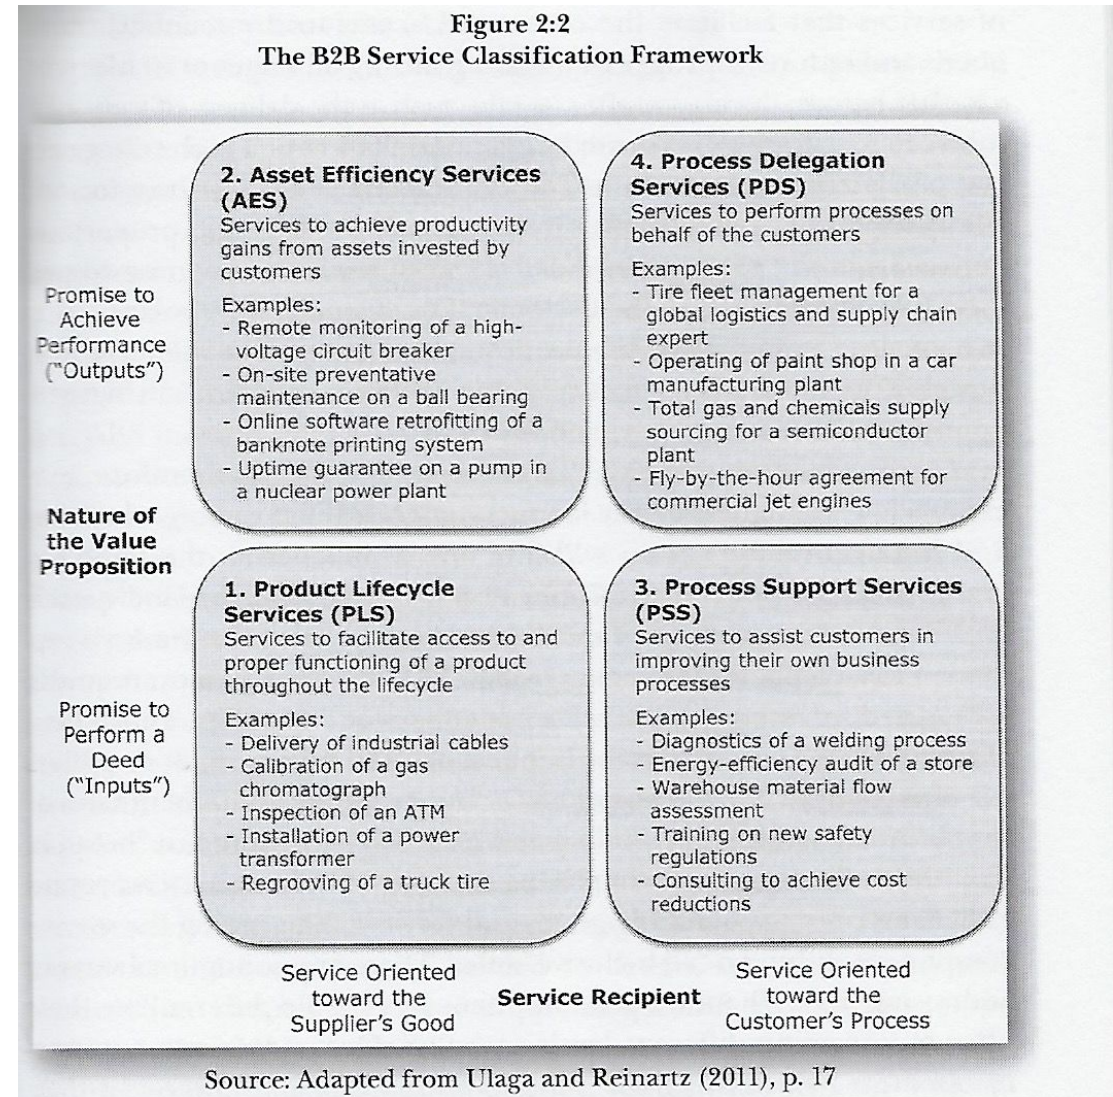 Figure 2:2
The B2B Service Classification Framework
2. Asset Efficiency Services
(AES)
Services to achieve productivity
gains from assets invested by
customers
Examples:
- Remote monitoring of a high-
voltage circuit breaker
- On-site preventative
maintenance on a ball bearing
- Online software retrofitting of a
banknote printing system
- Uptime guarantee on a pump in
a nuclear power plant
4. Process Delegation
Services (PDS)
Services to perform processes on
behalf of the customers
Examples:
- Tire fleet management for a
global logistics and supply chain
expert
- Operating of paint shop in a car
manufacturing plant
- Total gas and chemicals supply
sourcing for a semiconductor
plant
- Fly-by-the-hour agreement for
commercial jet engines
Promise to
Achieve
Performance
("Outputs")
Nature of
the Value
Proposition
Promise to
Perform a
Deed
("Inputs")
1. Product Lifecycle
Services (PLS)
Services to facilitate access to and
proper functioning of a product
throughout the lifecycle
Examples:
- Delivery of industrial cables
- Calibration of a gas
chromatograph
- Inspection of an ATM
- Installation of a power
transformer
- Regrooving of a truck tire
3. Process Support Services
(PSS)
Services to assist customers in
improving their own business
processes
Examples:
- Diagnostics of a welding process
- Energy-efficiency audit of a store
- Warehouse material flow
assessment
- Training on new safety
regulations
- Consulting to achieve cost
reductions
Service Oriented
toward the
Supplier's Good
Service Recipient
Service Oriented
toward the
Customer's Process
Source: Adapted from Ulaga and Reinartz (2011), p. 17